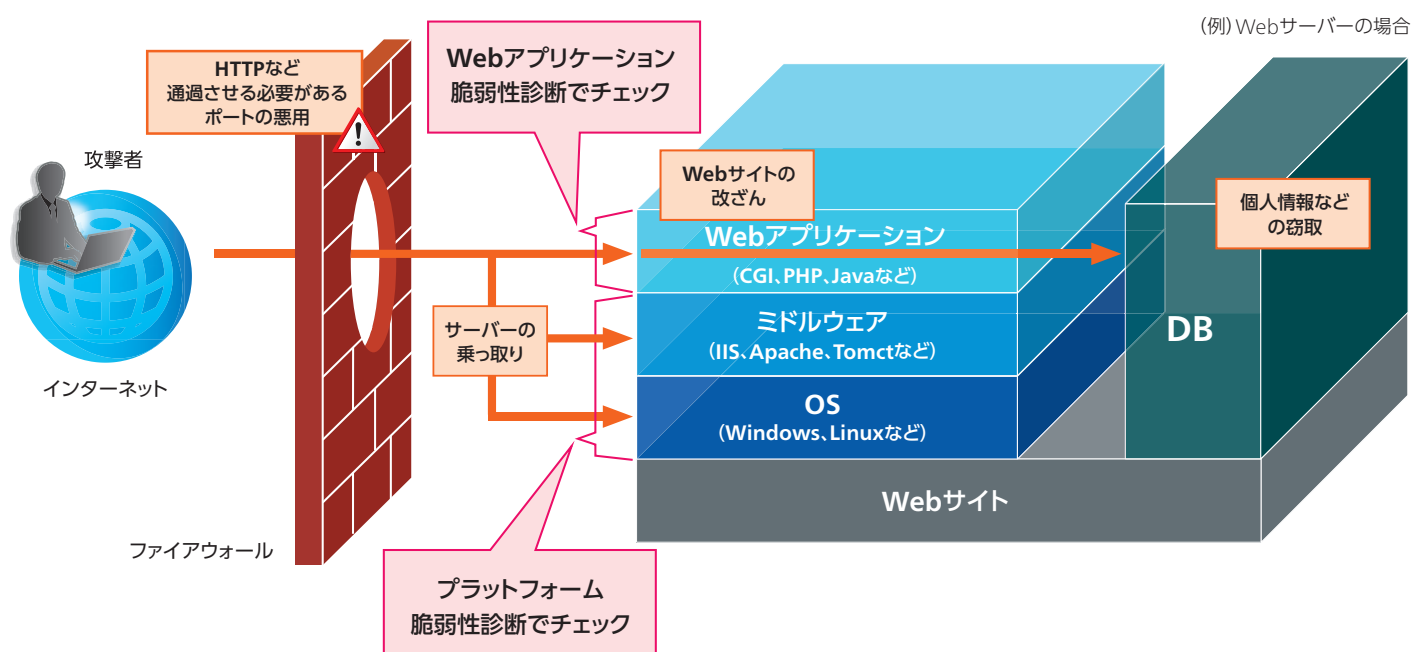 (例)Webサーバーの場合
HTTPなど
通過させる必要がある
ポートの悪用
Webアプリケーション
脆弱性診断でチェック
攻撃者
インターネット
ファイアウォール
サーバーの
乗っ取り
Webサイトの
改ざん
個人情報など
の窃取
Webアプリケーション
(CGI、PHP、Javaなど)
ミドルウェア
(IIS、Apache、Tomctなど)
OS
(Windows、Linuxなど)
DB
Webサイト
プラットフォーム
脆弱性診断でチェック